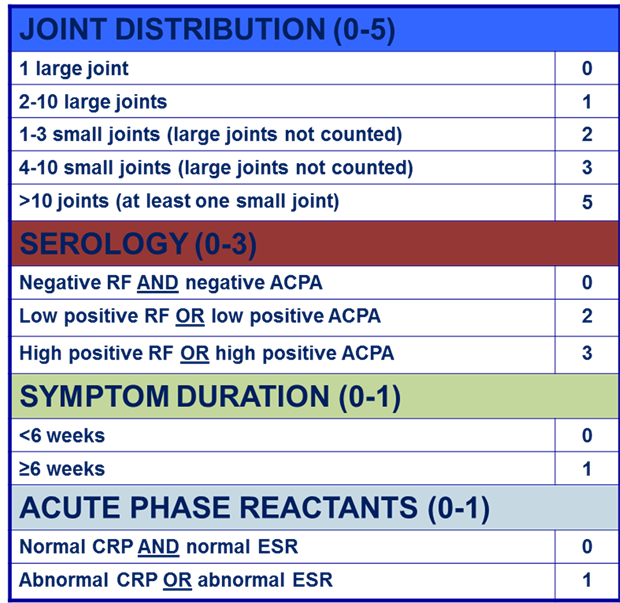 JOINT DISTRIBUTION (0-5)
1 large joint 0
2-10 large joints 1
1-3 small joints (large joints not counted) 2
4-10 small joints (large joints not counted) 3
>10 joints (at least one small joint) 5
SEROLOGY (0-3)
Negative RF AND negative ACPA 0
Low positive RF OR low positive ACPA 2
High positive RF OR high positive ACPA 3
SYMPTOM DURATION (0-1)
<6 weeks 0
≥6 weeks 1
ACUTE PHASE REACTANTS (0-1)
Normal CRP AND normal ESR 0
Abnormal CRP OR abnormal ESR 1